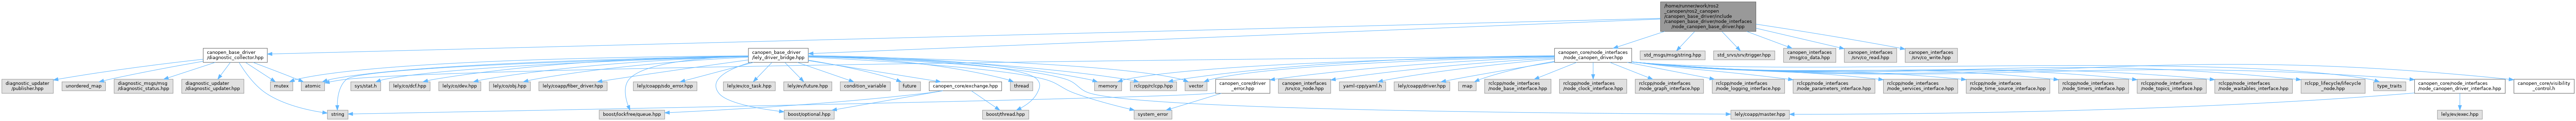 /home/runner/work/ros2
_canopen/ros2_canopen
/canopen_base_driver/include
/canopen_base_driver/node_interfaces
/node_canopen_base_driver.hpp
canopen_base_driver
/diagnostic_collector.hpp
canopen_base_driver
/lely_driver_bridge.hpp
canopen_core/node_interfaces
/node_canopen_driver.hpp
std_msgs/msg/string.hpp
std_srvs/srv/trigger.hpp
canopen_interfaces
/msg/co_data.hpp
canopen_interfaces
/srv/co_read.hpp
canopen_interfaces
/srv/co_write.hpp
diagnostic_updater
/publisher.hpp
unordered_map
diagnostic_msgs/msg
/diagnostic_status.hpp
diagnostic_updater
/diagnostic_updater.hpp
mutex
atomic
sys/stat.h
lely/co/dcf.hpp
lely/co/dev.hpp
lely/co/obj.hpp
lely/coapp/fiber_driver.hpp
lely/coapp/sdo_error.hpp
lely/ev/co_task.hpp
lely/ev/future.hpp
condition_variable
future
canopen_core/exchange.hpp
thread
memory
rclcpp/rclcpp.hpp
vector
canopen_core/driver
_error.hpp
canopen_interfaces
/srv/co_node.hpp
yaml-cpp/yaml.h
lely/coapp/driver.hpp
map
rclcpp/node_interfaces
/node_base_interface.hpp
rclcpp/node_interfaces
/node_clock_interface.hpp
rclcpp/node_interfaces
/node_graph_interface.hpp
rclcpp/node_interfaces
/node_logging_interface.hpp
rclcpp/node_interfaces
/node_parameters_interface.hpp
rclcpp/node_interfaces
/node_services_interface.hpp
rclcpp/node_interfaces
/node_time_source_interface.hpp
rclcpp/node_interfaces
/node_timers_interface.hpp
rclcpp/node_interfaces
/node_topics_interface.hpp
rclcpp/node_interfaces
/node_waitables_interface.hpp
rclcpp_lifecycle/lifecycle
_node.hpp
type_traits
canopen_core/node_interfaces
/node_canopen_driver_interface.hpp
canopen_core/visibility
_control.h
string
boost/lockfree/queue.hpp
boost/optional.hpp
boost/thread.hpp
system_error
lely/coapp/master.hpp
lely/ev/exec.hpp